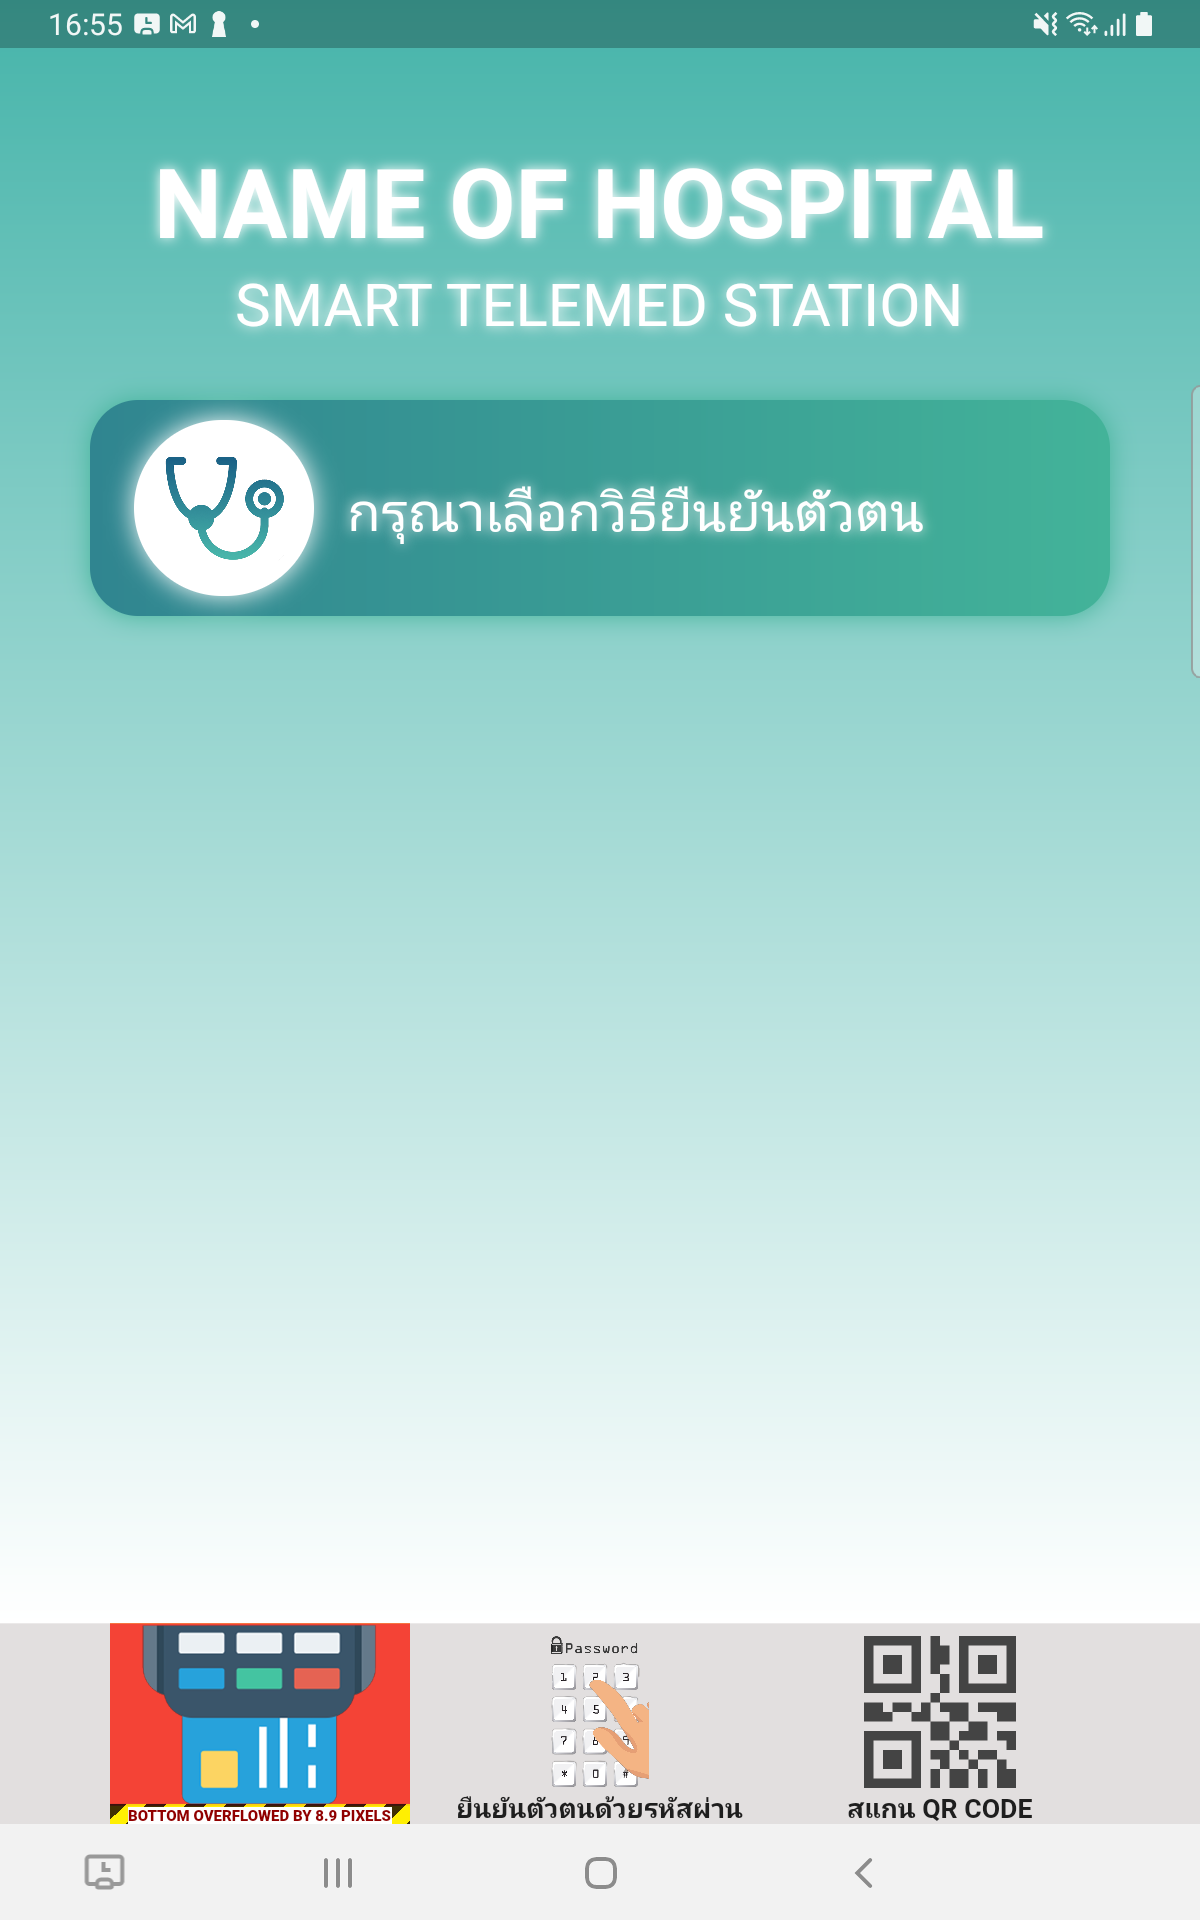 16:55
NAME OF HOSPITAL
SMART TELEMED STATION
กรุณาเลือกวิธียืนยันตัวตน
Password
1 2 3
4 5
7 8 9
* 0 #
BOTTOM OVERFLOWED BY 8.9 PIXELS
ยืนยันตัวตนด้วยรหัสผ่าน
สแกน QR CODE